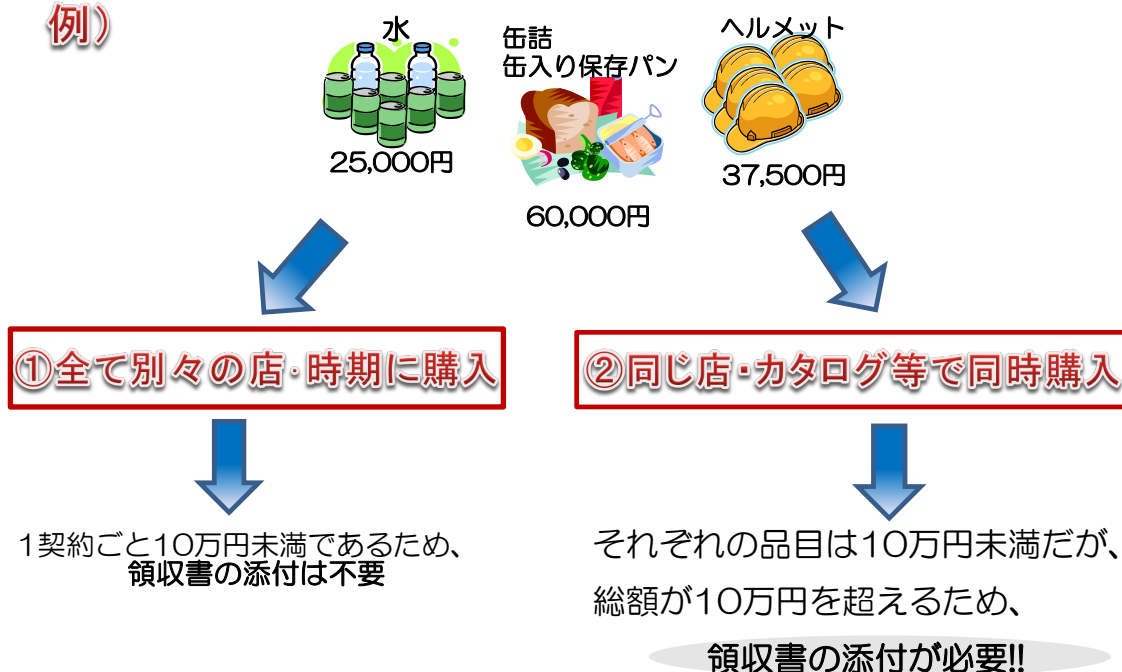 例)
水
25,000円
缶詰
缶入り保存パン
60,000円
ヘルメット
37,500円
①全て別々の店・時期に購入
1契約ごと10万円未満であるため、
領収書の添付は不要
②同じ店・カタログ等で同時購入
それぞれの品目は10万円未満だが、
総額が10万円を超えるため、
領収書の添付が必要!!